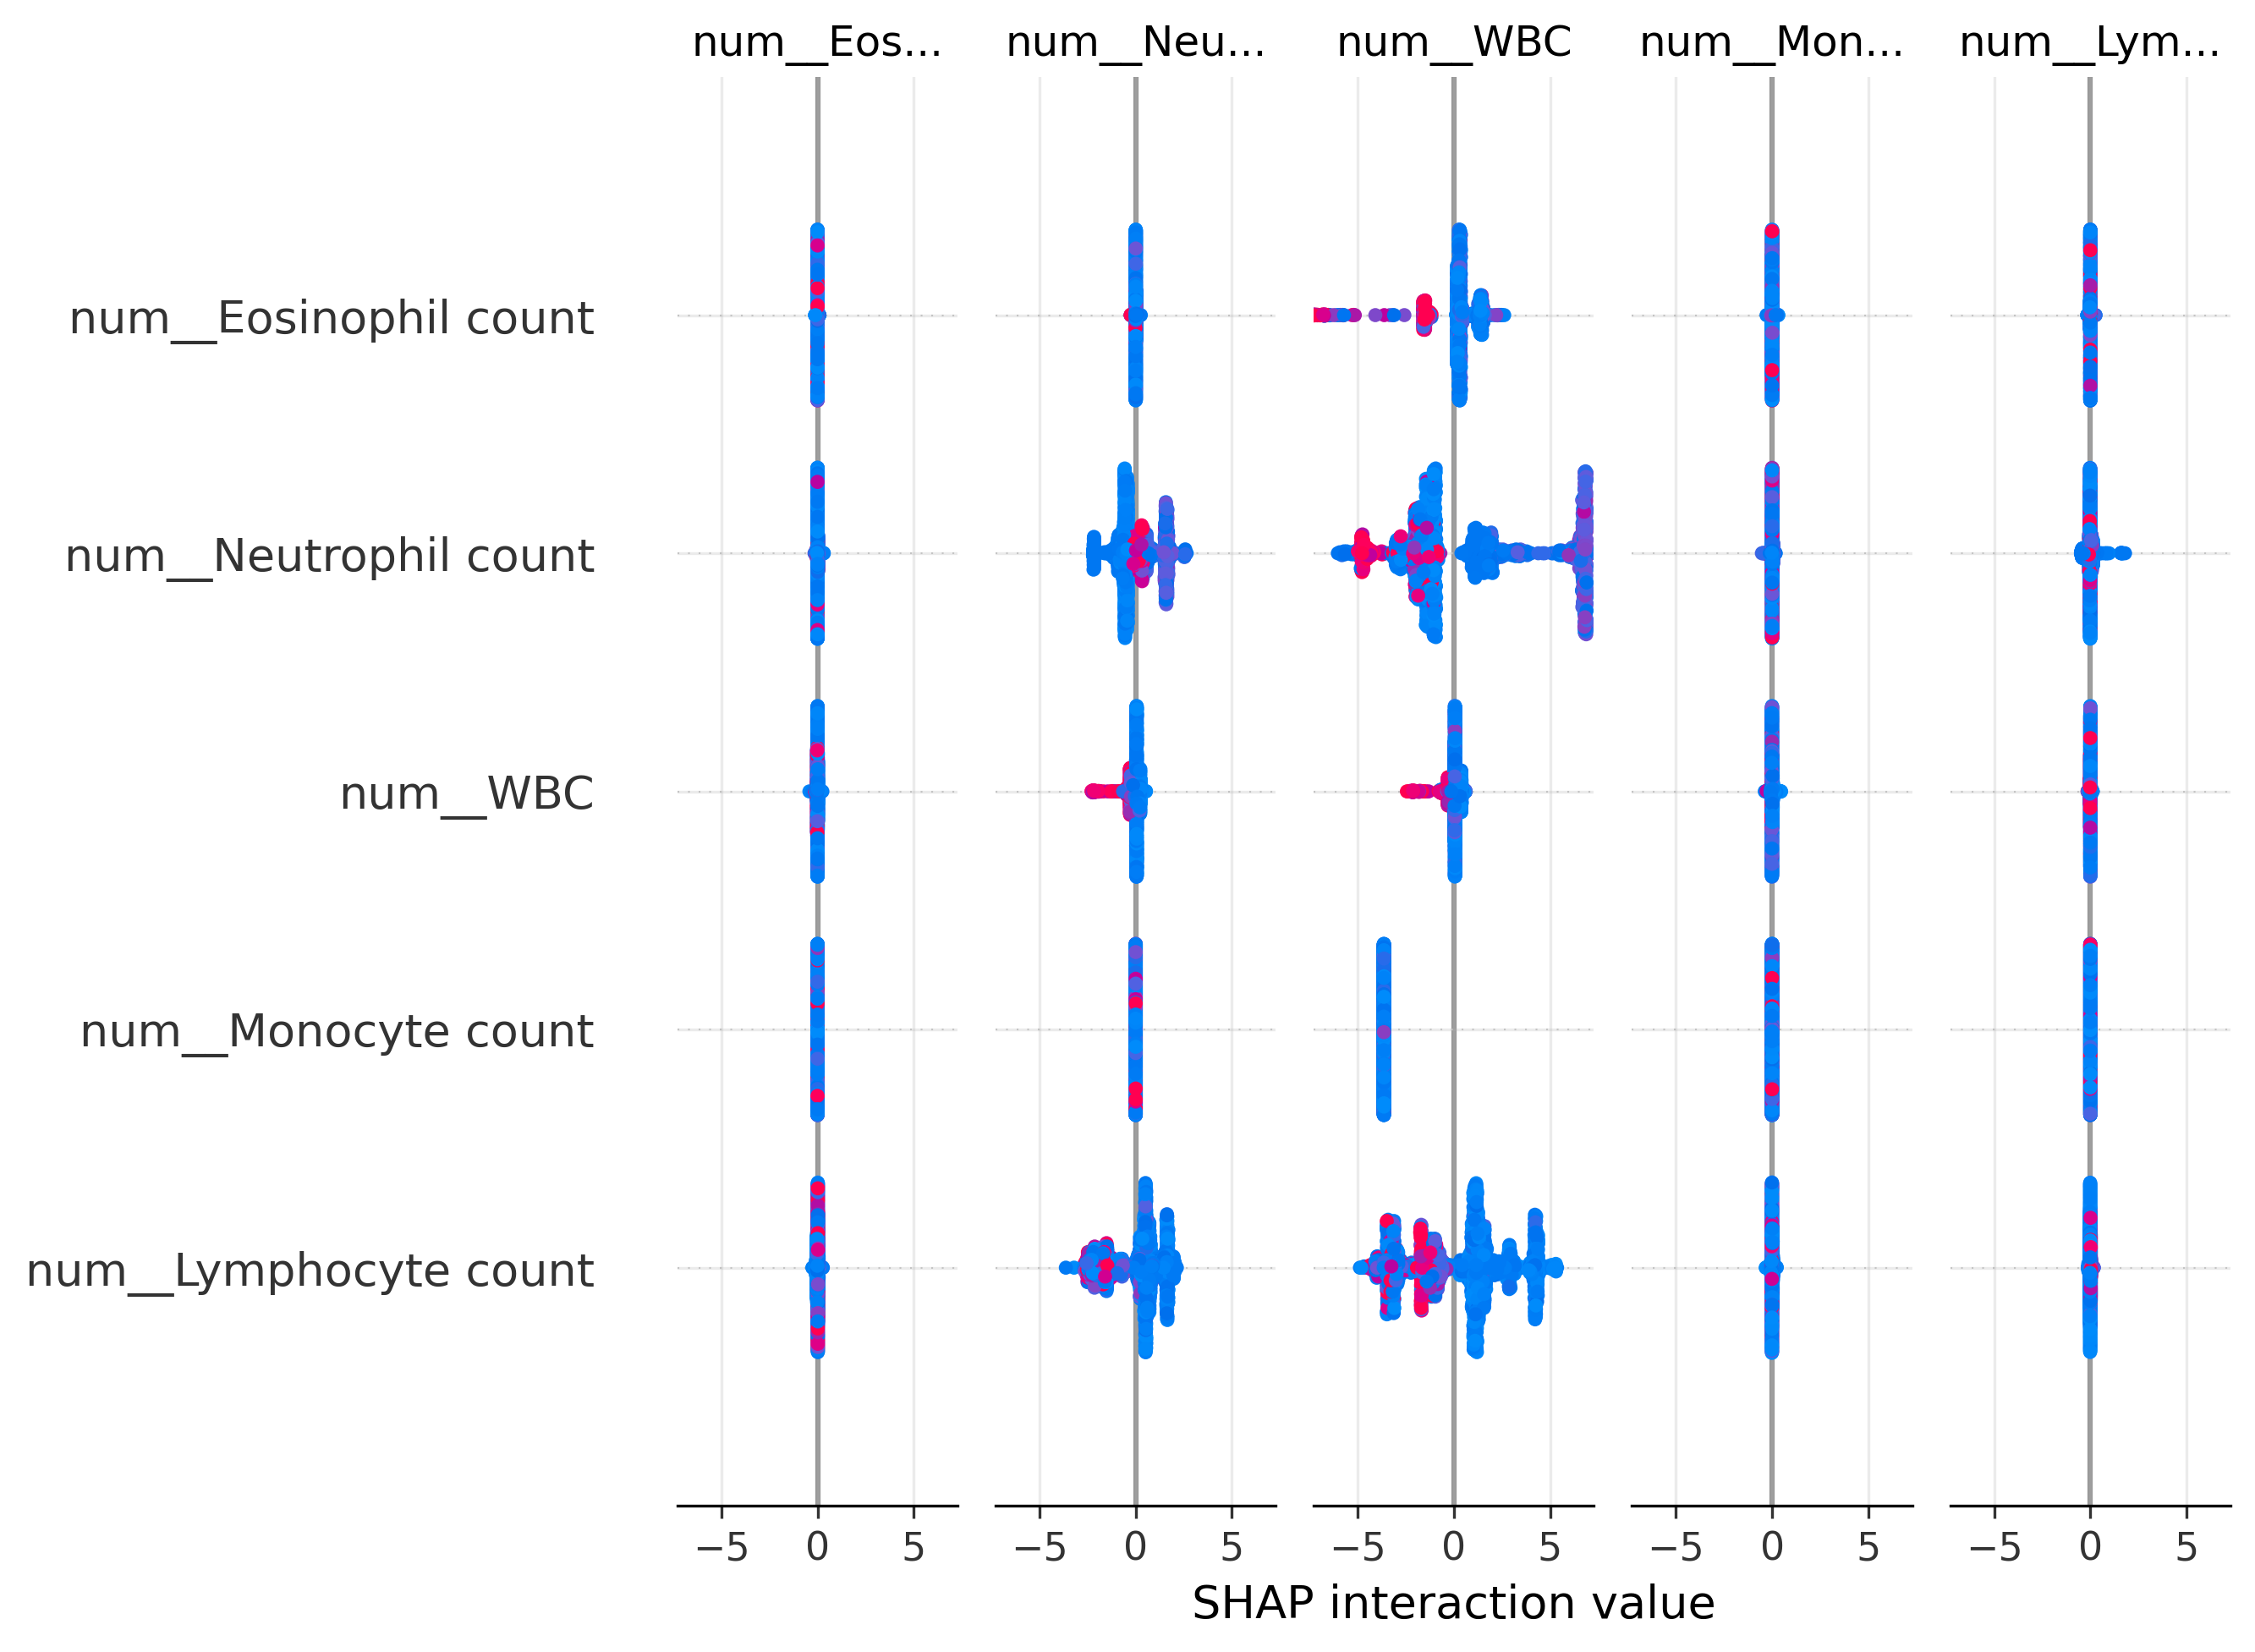 num__Eos... num__Neu... num__WBC num__Mon... num__Lym...
num__Eosinophil count
num__Neutrophil count
num__WBC
num__Monocyte count
num__Lymphocyte count
−5 0 5 −5 0 5 −5 0 5 −5 0 5 −5 0 5
SHAP interaction value